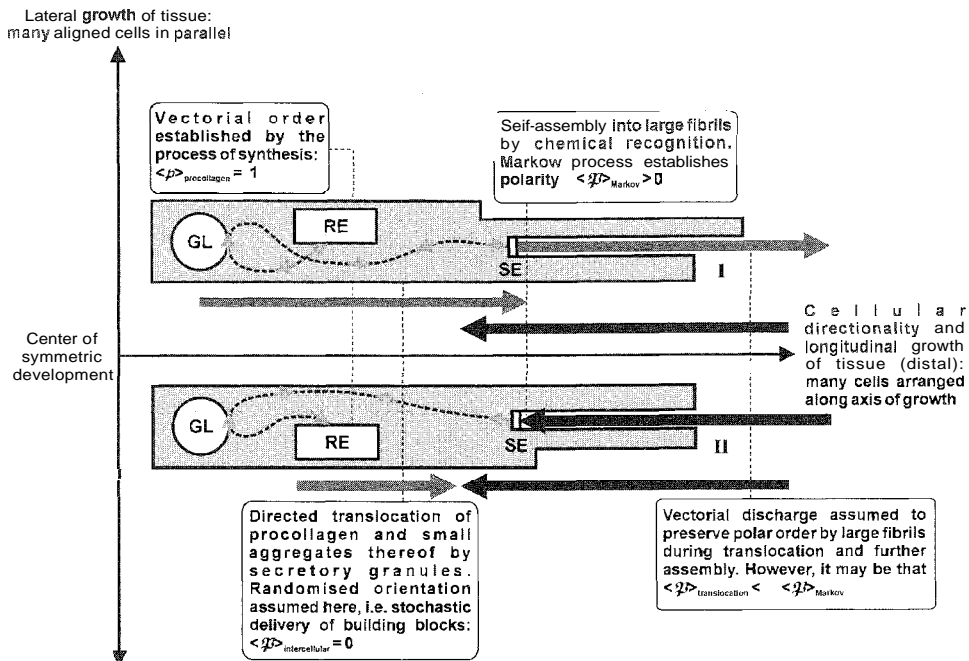 Lateral growth of tissue:
many aligned cells in parallel
Vectorial order
established by the
process of synthesis:
<p>procollagen = 1
Seif-assembly into large fibrils
by chemical recognition.
Markow process establishes
polarity <P>Markov > 0
GL
RE
SE
I
Center of
symmetric
development
Cellular
directionality and
longitudinal growth
of tissue (distal):
many cells arranged
along axis of growth
GL
RE
SE
II
Directed translocation of
procollagen and small
aggregates thereof by
secretory granules.
Randomised orientation
assumed here, i.e. stochastic
delivery of building blocks:
<P>intercellular = 0
Vectorial discharge assumed to
preserve polar order by large fibrils
during translocation and further
assembly. However, it may be that
<P>translocation < <P>Markov